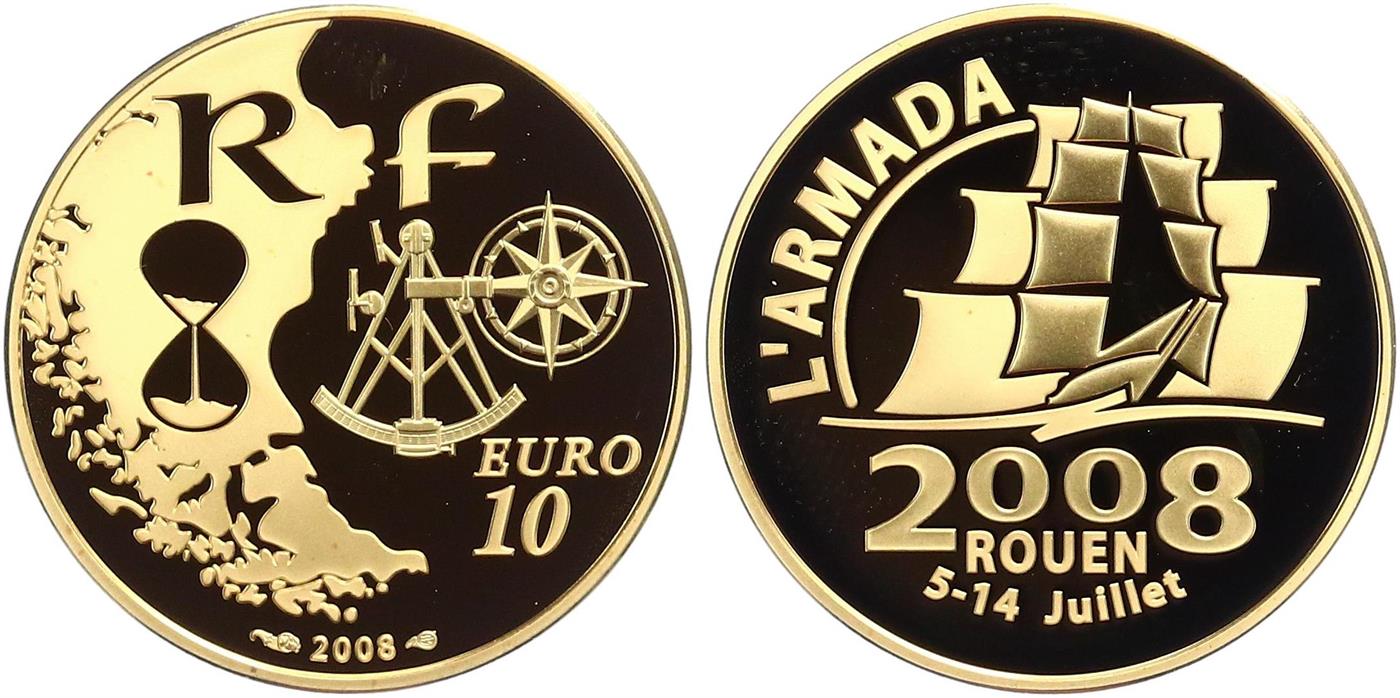 RF
EURO
10
2008
L'ARMADA
2008
ROUEN
5-14 Juillet